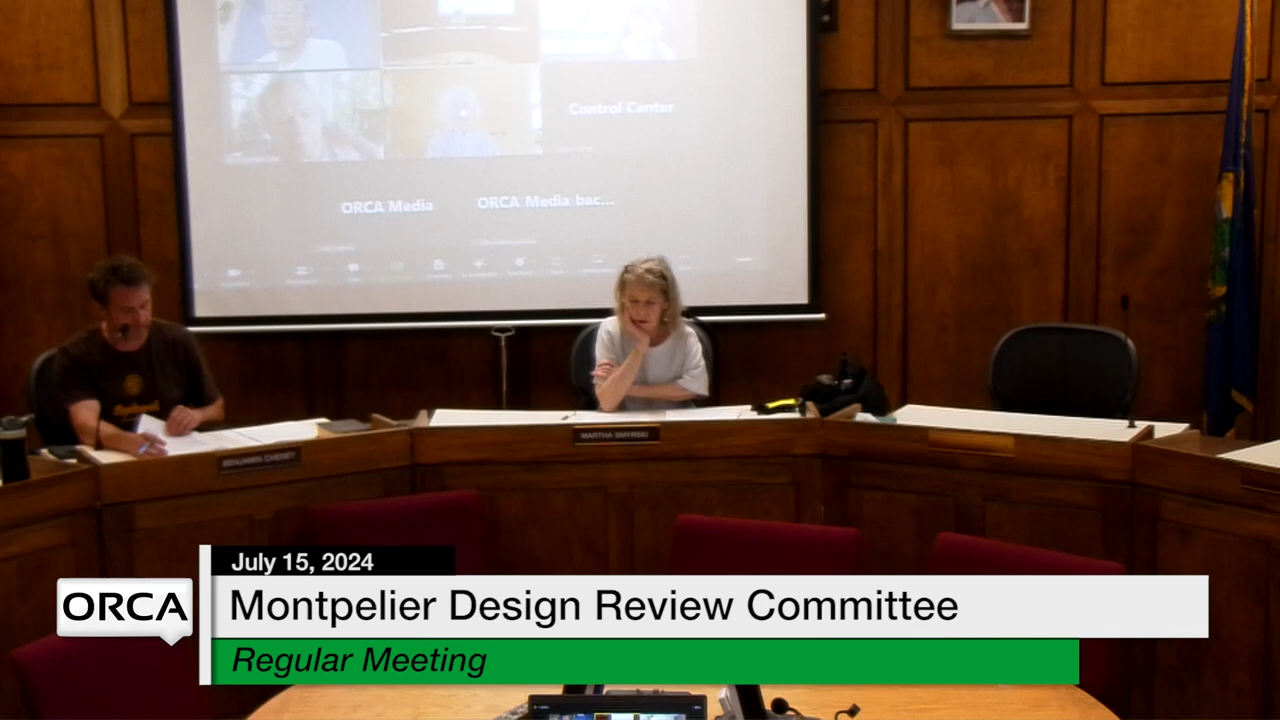 Control Center
ORCA Media
ORCA Media bac...
MARTHA SMYRSKI
BENJAMIN CHENEY
July 15, 2024
ORCA
Montpelier Design Review Committee
Regular Meeting